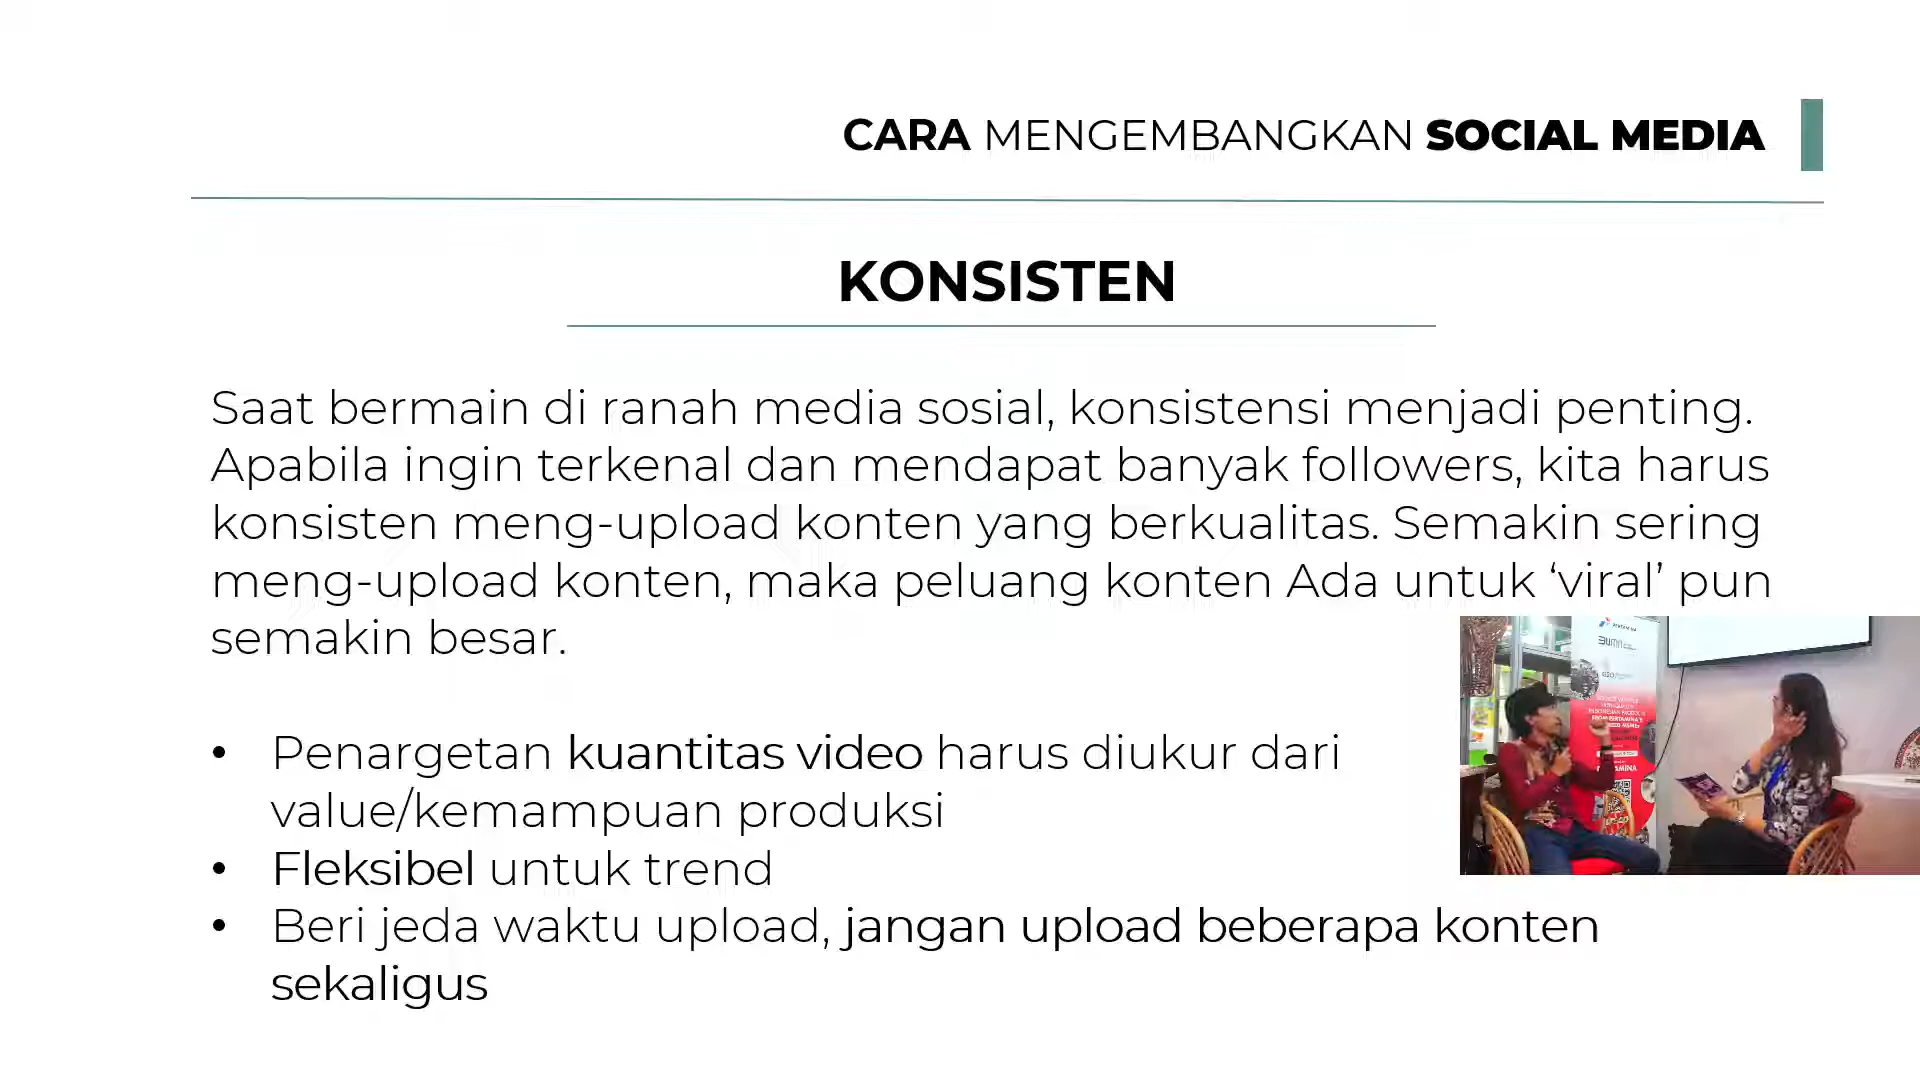 CARA MENGEMBANGKAN SOCIAL MEDIA
KONSISTEN
Saat bermain di ranah media sosial, konsistensi menjadi penting.
Apabila ingin terkenal dan mendapat banyak followers, kita harus
konsisten meng-upload konten yang berkualitas. Semakin sering
meng-upload konten, maka peluang konten Ada untuk ‘viral’ pun
semakin besar.
• Penargetan kuantitas video harus diukur dari
value/kemampuan produksi
• Fleksibel untuk trend
• Beri jeda waktu upload, jangan upload beberapa konten
sekaligus
PERTAMINA